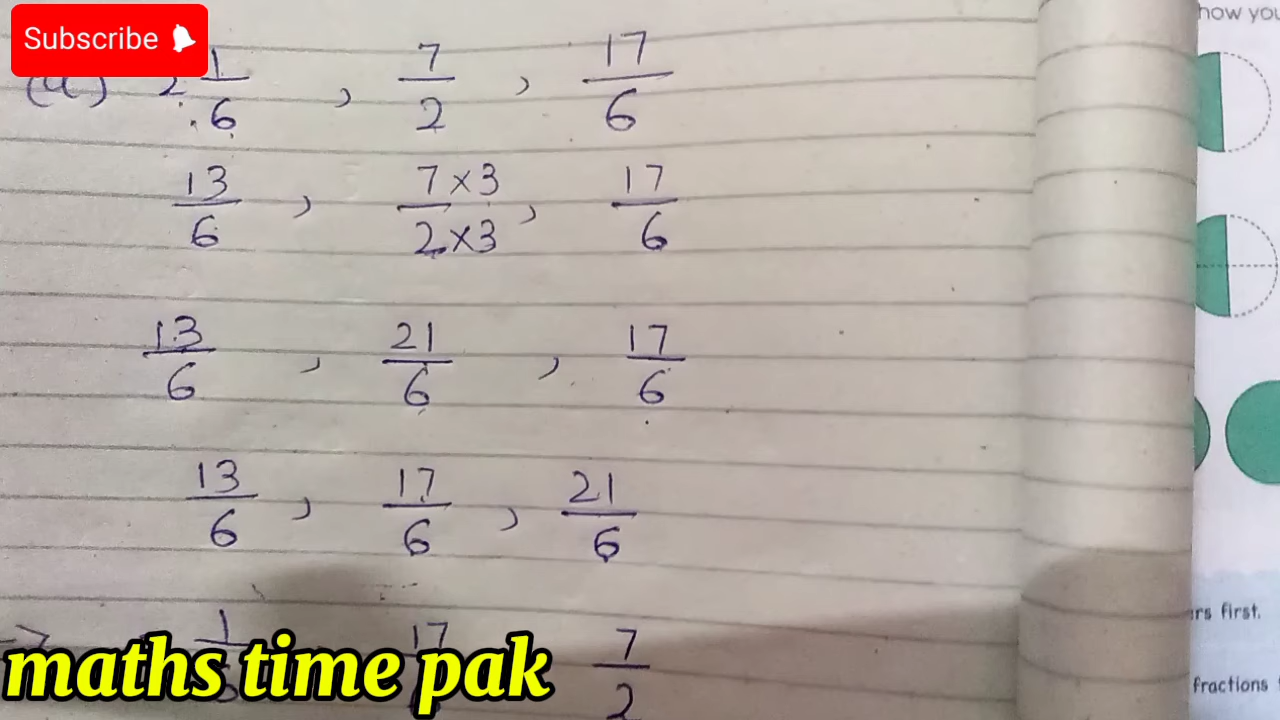 Subscribe
(a) 2 1/6 , 7/2 , 17/6
13/6 , 7×3/2×3 , 17/6
13/6 , 21/6 , 17/6
13/6 , 17/6 , 21/6
7/2
maths time pak
how you
rs first.
fractions